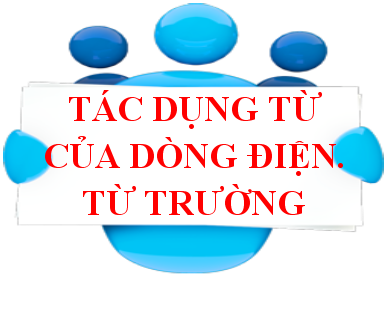 TÁC DỤNG TỪ
CỦA DÒNG ĐIỆN.
TỪ TRƯỜNG